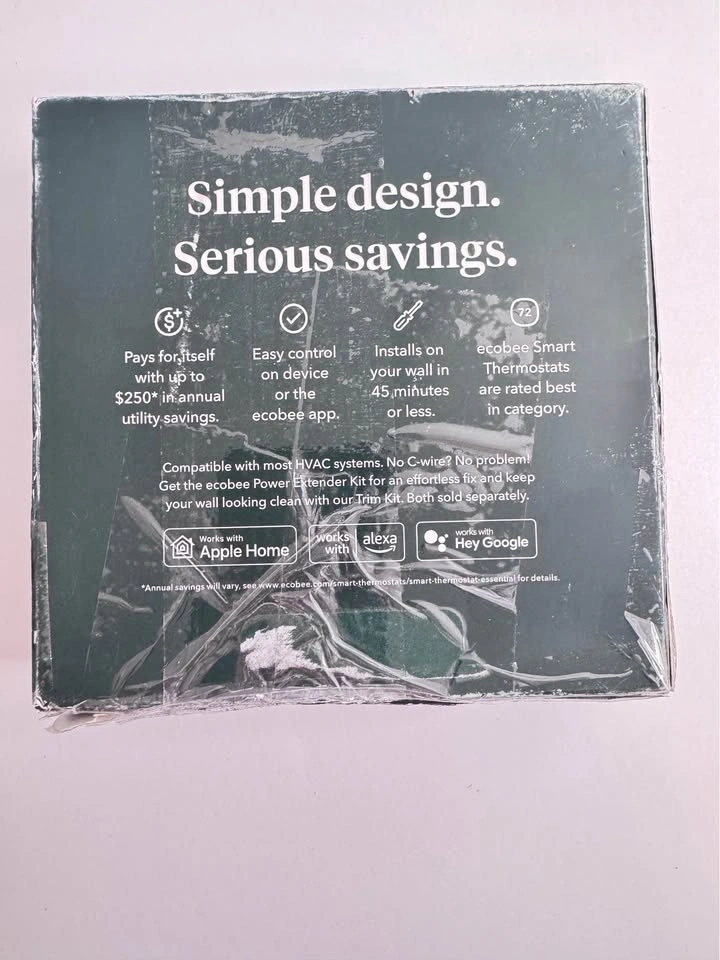 Simple design.
Serious savings.
Pays for itself
with up to
$250* in annual
utility savings.
Easy control
on device
or the
ecobee app.
Installs on
your wall in
45 minutes
or less.
72
ecobee Smart
Thermostats
are rated best
in category.
Compatible with most HVAC systems. No C-wire? No problem!
Get the ecobee Power Extender Kit for an effortless fix and keep
your wall looking clean with our Trim Kit. Both sold separately.
Works with
Apple Home
works
with
alexa
works with
Hey Google
*Annual savings will vary, see www.ecobee.com/smart-thermostats/smart-thermostat-essential for details.